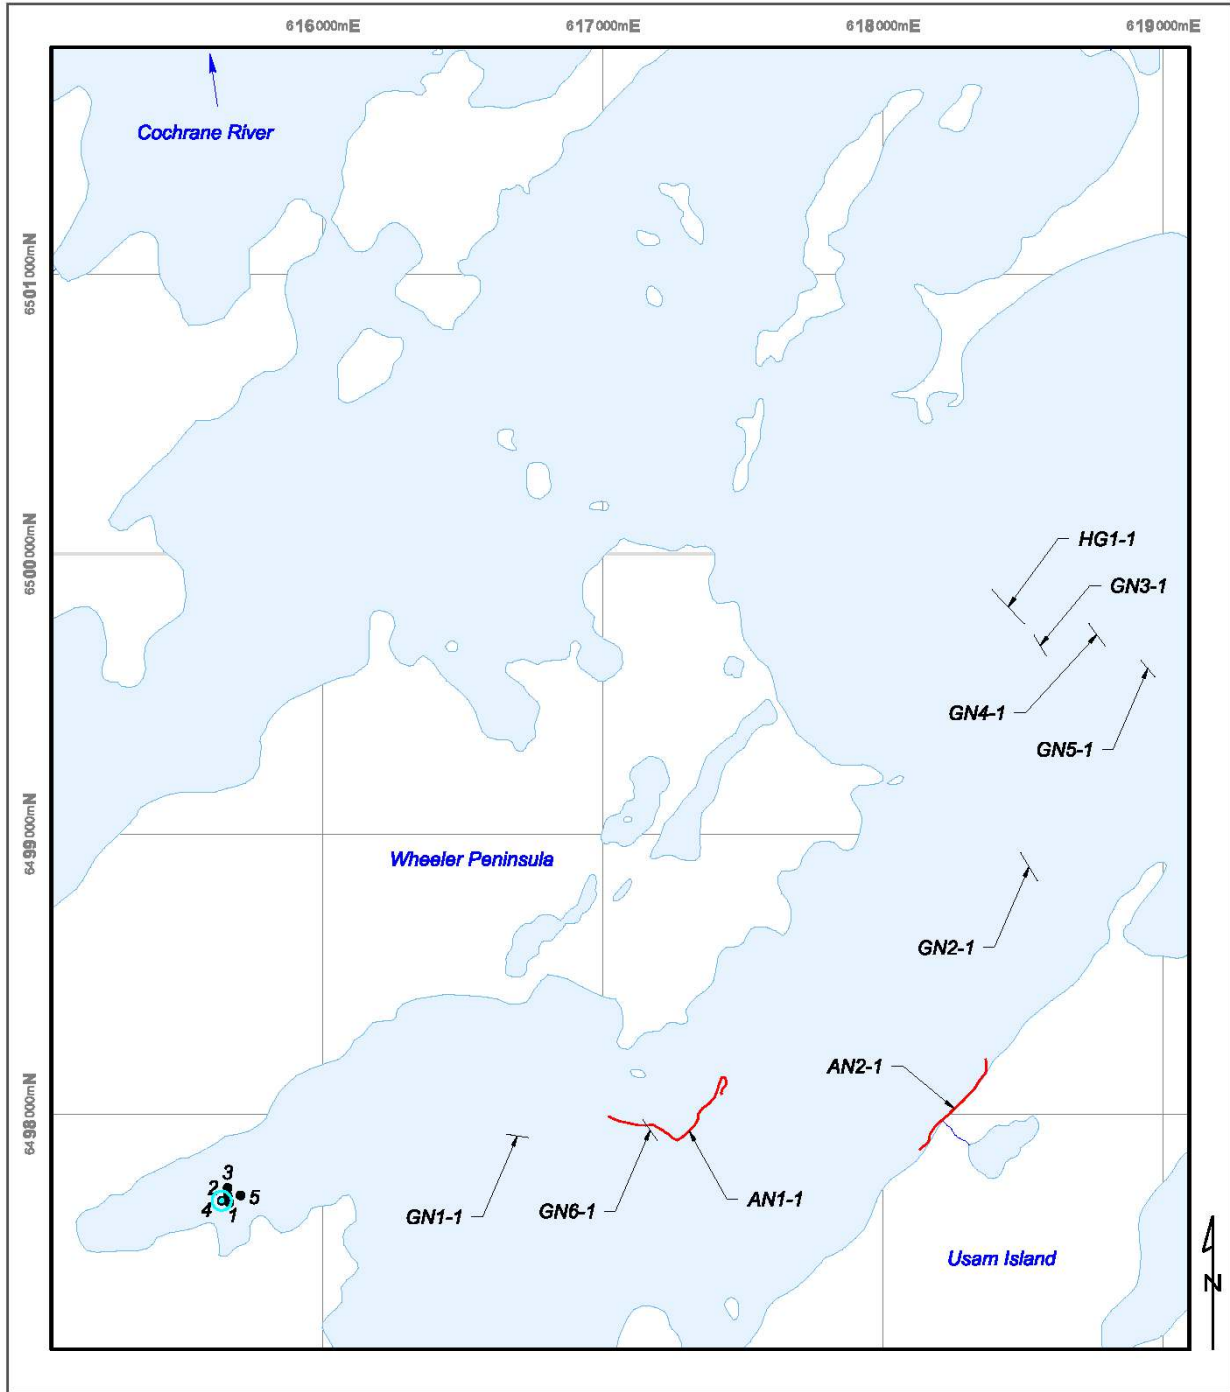 616000mE
617000mE
618000mE
619000mE
Cochrane River
6501000mN
6500000mN
HG1-1
GN3-1
GN4-1
GN5-1
6499000mN
Wheeler Peninsula
GN2-1
AN2-1
6498000mN
3
2
5
4
1
GN1-1
GN6-1
AN1-1
Usam Island
N